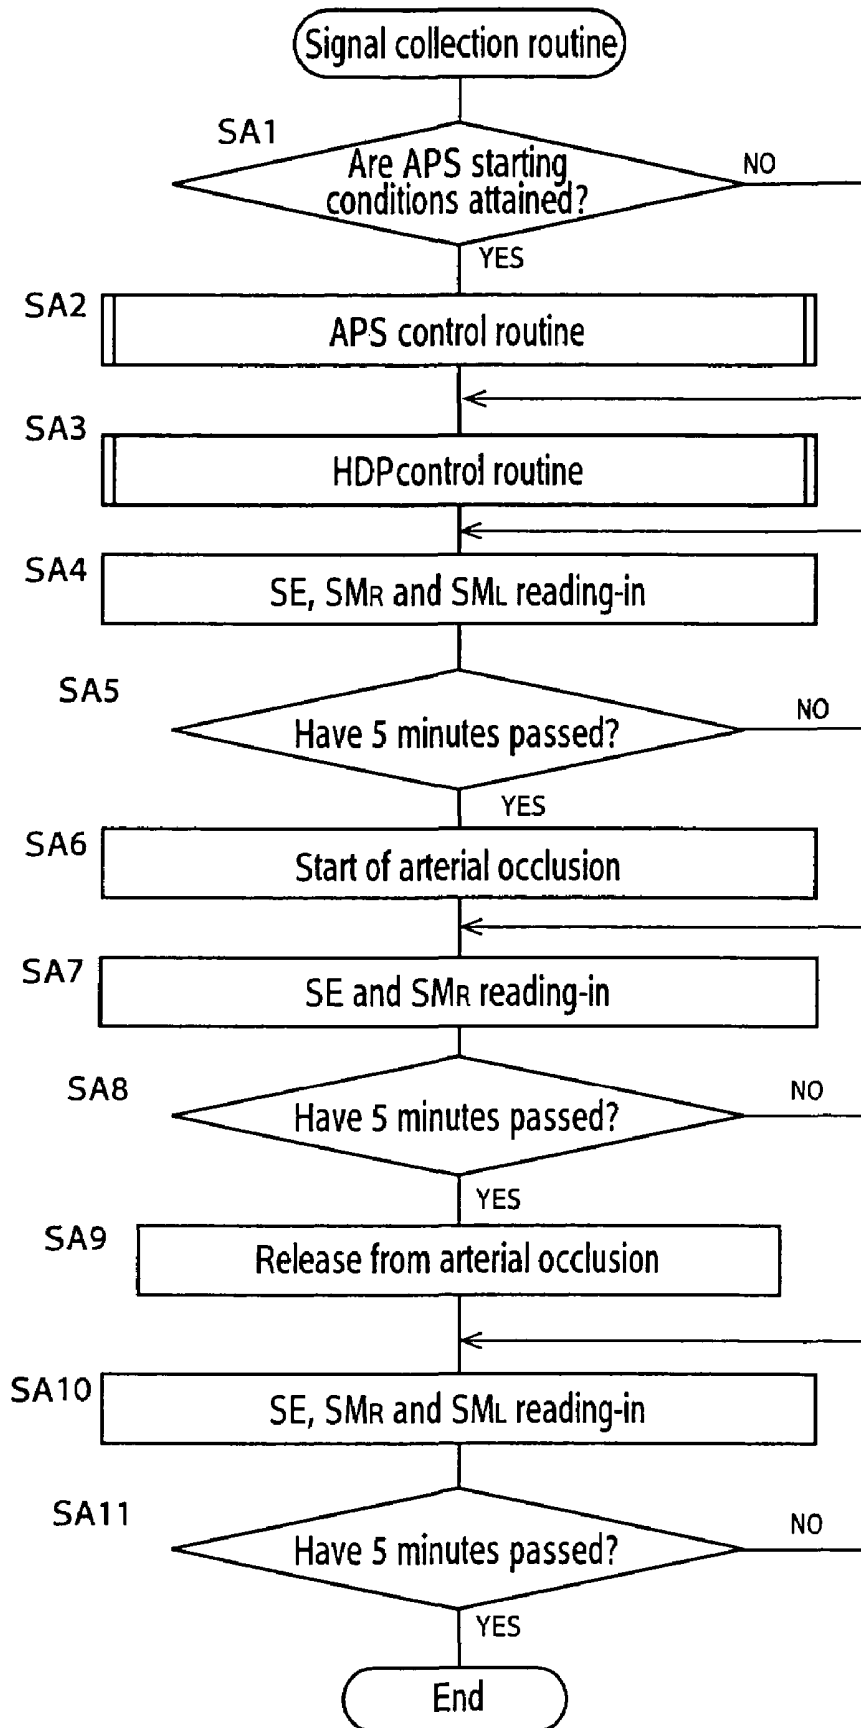 Signal collection routine
SA1
Are APS starting
conditions attained?
NO
YES
SA2
APS control routine
SA3
HDPcontrol routine
SA4
SE, SMR and SML reading-in
SA5
Have 5 minutes passed?
NO
YES
SA6
Start of arterial occlusion
SA7
SE and SMR reading-in
SA8
Have 5 minutes passed?
NO
YES
SA9
Release from arterial occlusion
SA10
SE, SMR and SML reading-in
SA11
Have 5 minutes passed?
NO
YES
End